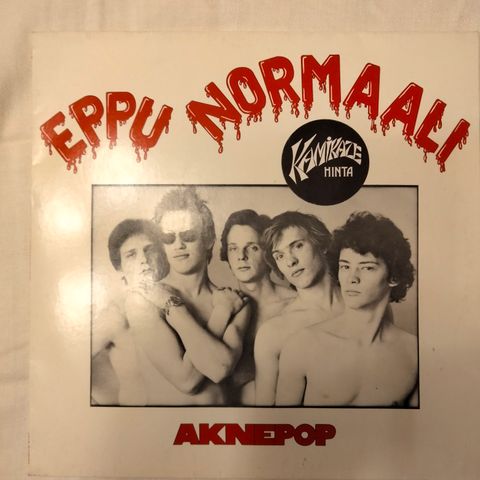 EPPU NORMAALI
KAMIKAZE
HINTA
AKNEPOP